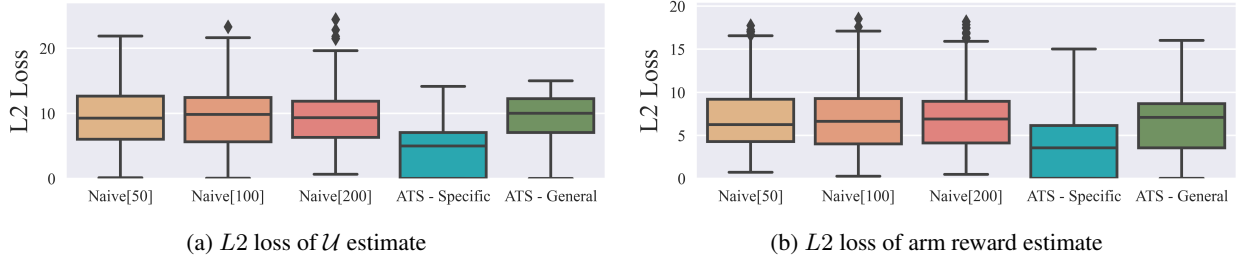 L2 Loss
20
10
0
Naive[50] Naive[100] Naive[200] ATS - Specific ATS - General
(a) L2 loss of 𝒰 estimate
L2 Loss
20
15
10
5
0
Naive[50] Naive[100] Naive[200] ATS - Specific ATS - General
(b) L2 loss of arm reward estimate